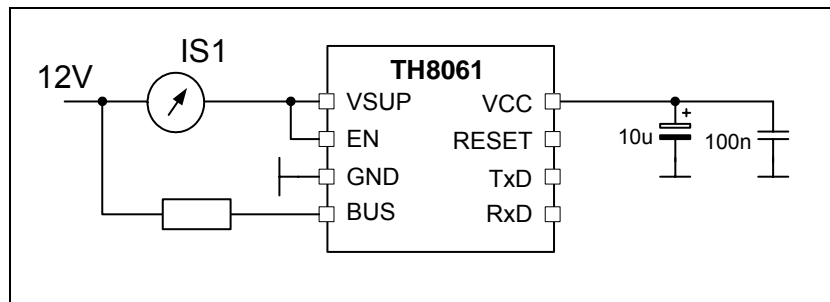 IS1
12V
TH8061
VSUP
VCC
EN
RESET
+
10u
100n
GND
TxD
BUS
RxD